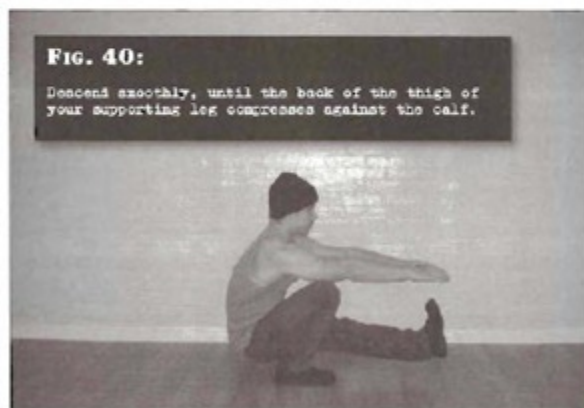 FIG. 40:
Descend smoothly, until the back of the thigh of
your supporting leg compresses against the calf.